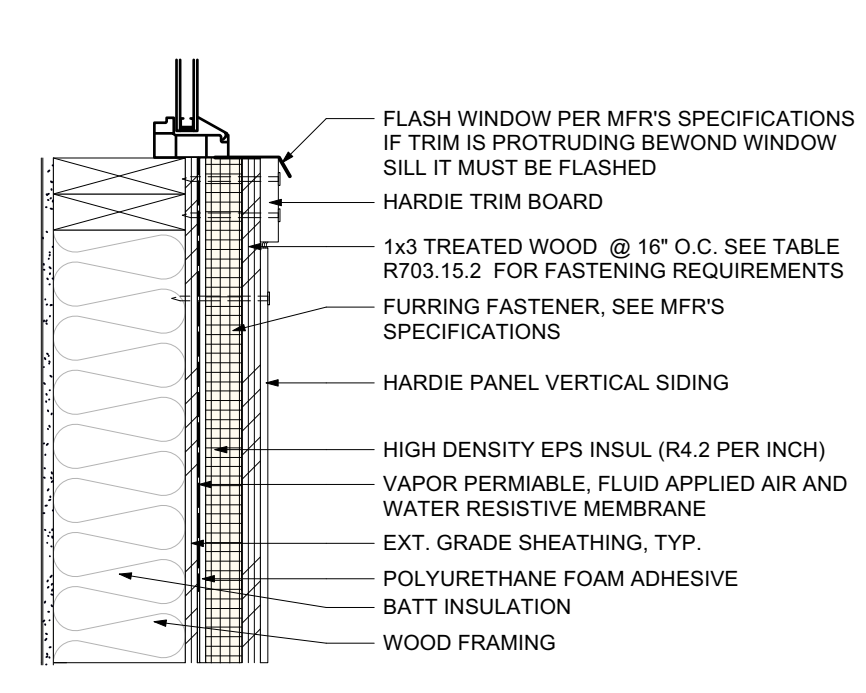 FLASH WINDOW PER MFR'S SPECIFICATIONS
IF TRIM IS PROTRUDING BEWOND WINDOW
SILL IT MUST BE FLASHED
HARDIE TRIM BOARD
1x3 TREATED WOOD @ 16" O.C. SEE TABLE
R703.15.2 FOR FASTENING REQUIREMENTS
FURRING FASTENER, SEE MFR'S
SPECIFICATIONS
HARDIE PANEL VERTICAL SIDING
HIGH DENSITY EPS INSUL (R4.2 PER INCH)
VAPOR PERMIABLE, FLUID APPLIED AIR AND
WATER RESISTIVE MEMBRANE
EXT. GRADE SHEATHING, TYP.
POLYURETHANE FOAM ADHESIVE
BATT INSULATION
WOOD FRAMING